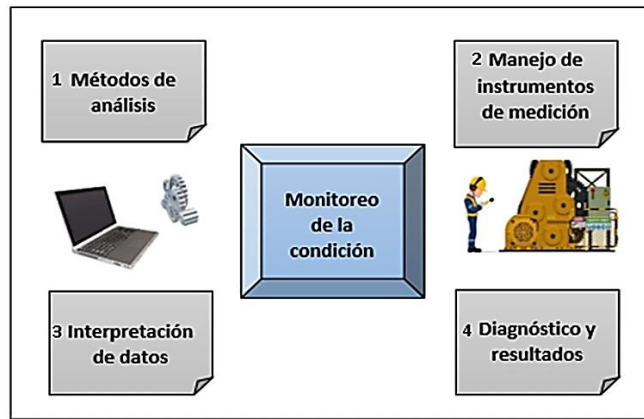 1 Métodos de
análisis
2 Manejo de
instrumentos
de medición
Monitoreo
de la
condición
3 Interpretación
de datos
4 Diagnóstico y
resultados